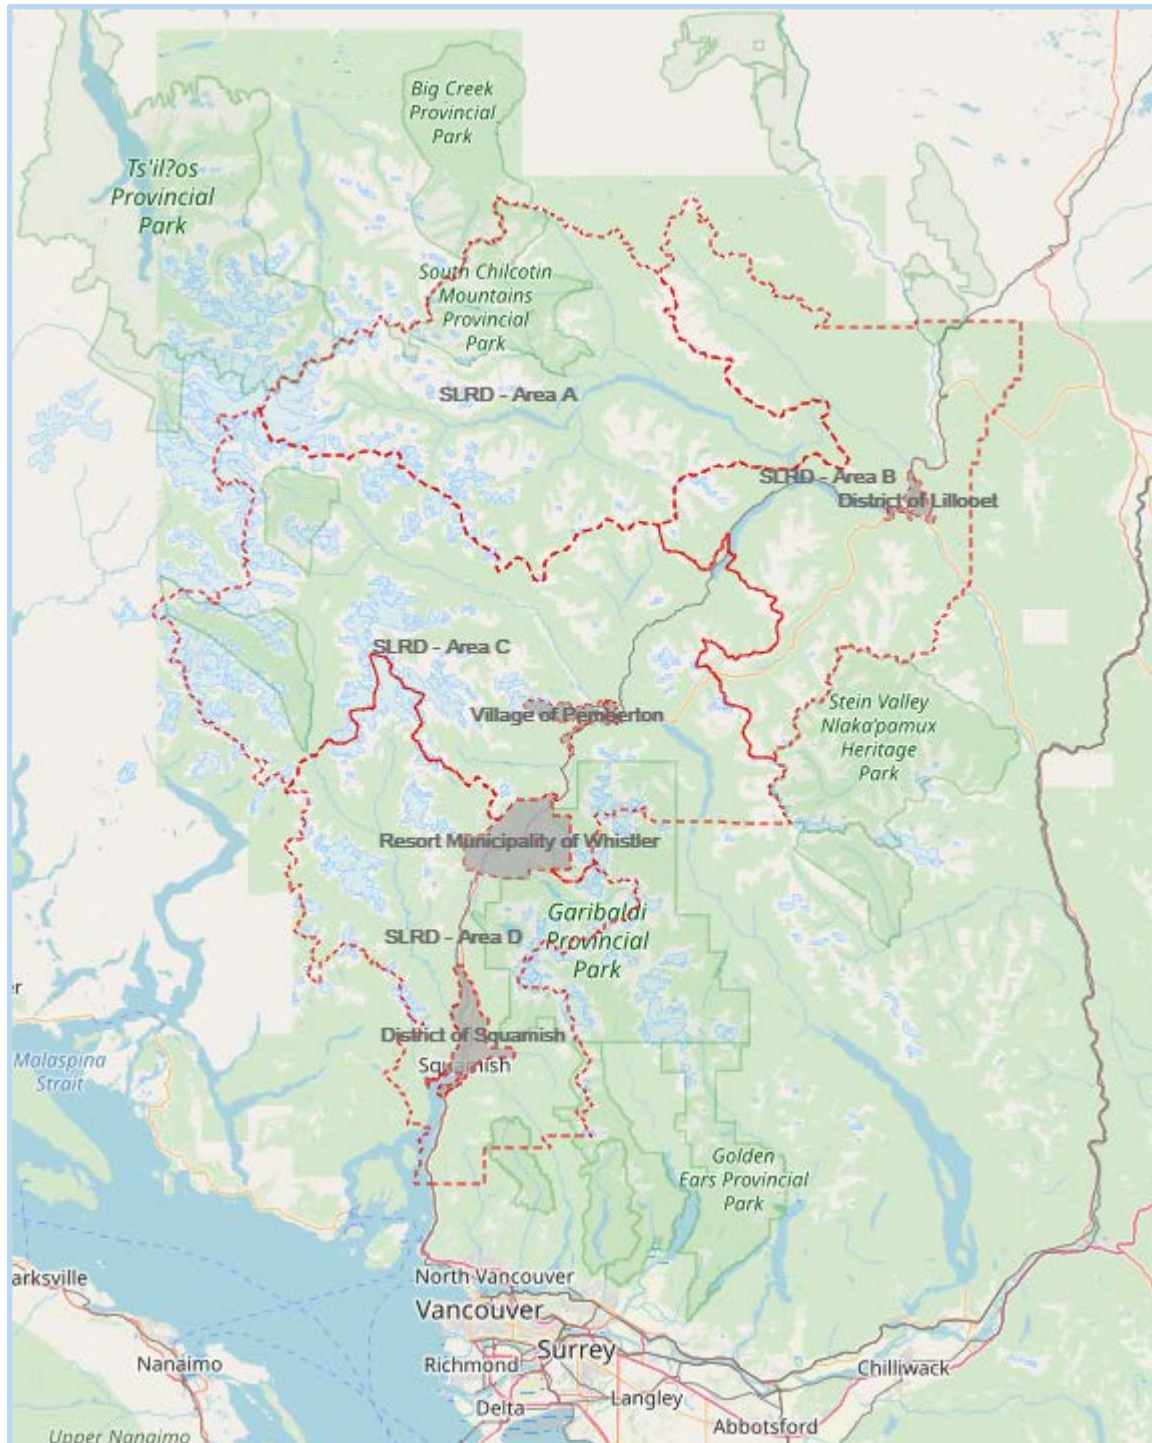 Big Creek
Provincial
Park
Ts'il?os
Provincial
Park
South Chilcotin
Mountains
Provincial
Park
SLRD - Area A
SLRD - Area B
District of Lillooet
SLRD - Area C
Village of Pemberton
Stein Valley
Nlaka'pamux
Heritage
Park
Resort Municipality of Whistler
Garibaldi
Provincial
Park
SLRD - Area D
er
District of Squamish
Squamish
Malaspina
Strait
Golden
Ears Provincial
Park
arksville
North Vancouver
Vancouver
Surrey
Nanaimo
Richmond
Chilliwack
Langley
Delta
Abbotsford
Upper Nanaimo